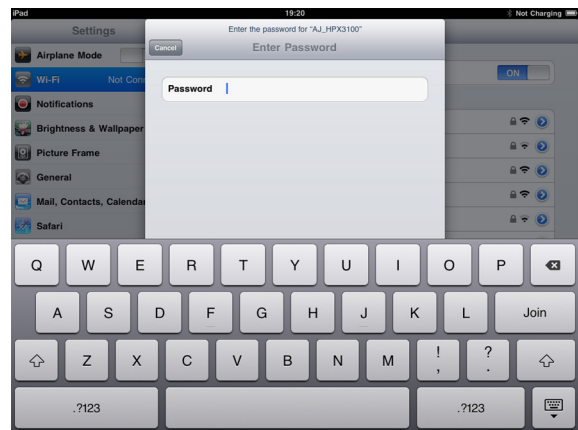 iPad 19:20 Not Charging
Settings
Enter the password for "AJ_HPX3100"
Cancel Enter Password
Airplane Mode
Wi-Fi Not Con
ON
Password
Notifications
Brightness & Wallpaper
Picture Frame
General
Mail, Contacts, Calendar
Safari
Q W E R T Y U I O P
A S D F G H J K L Join
Z X C V B N M ! , ? .
.?123 .?123